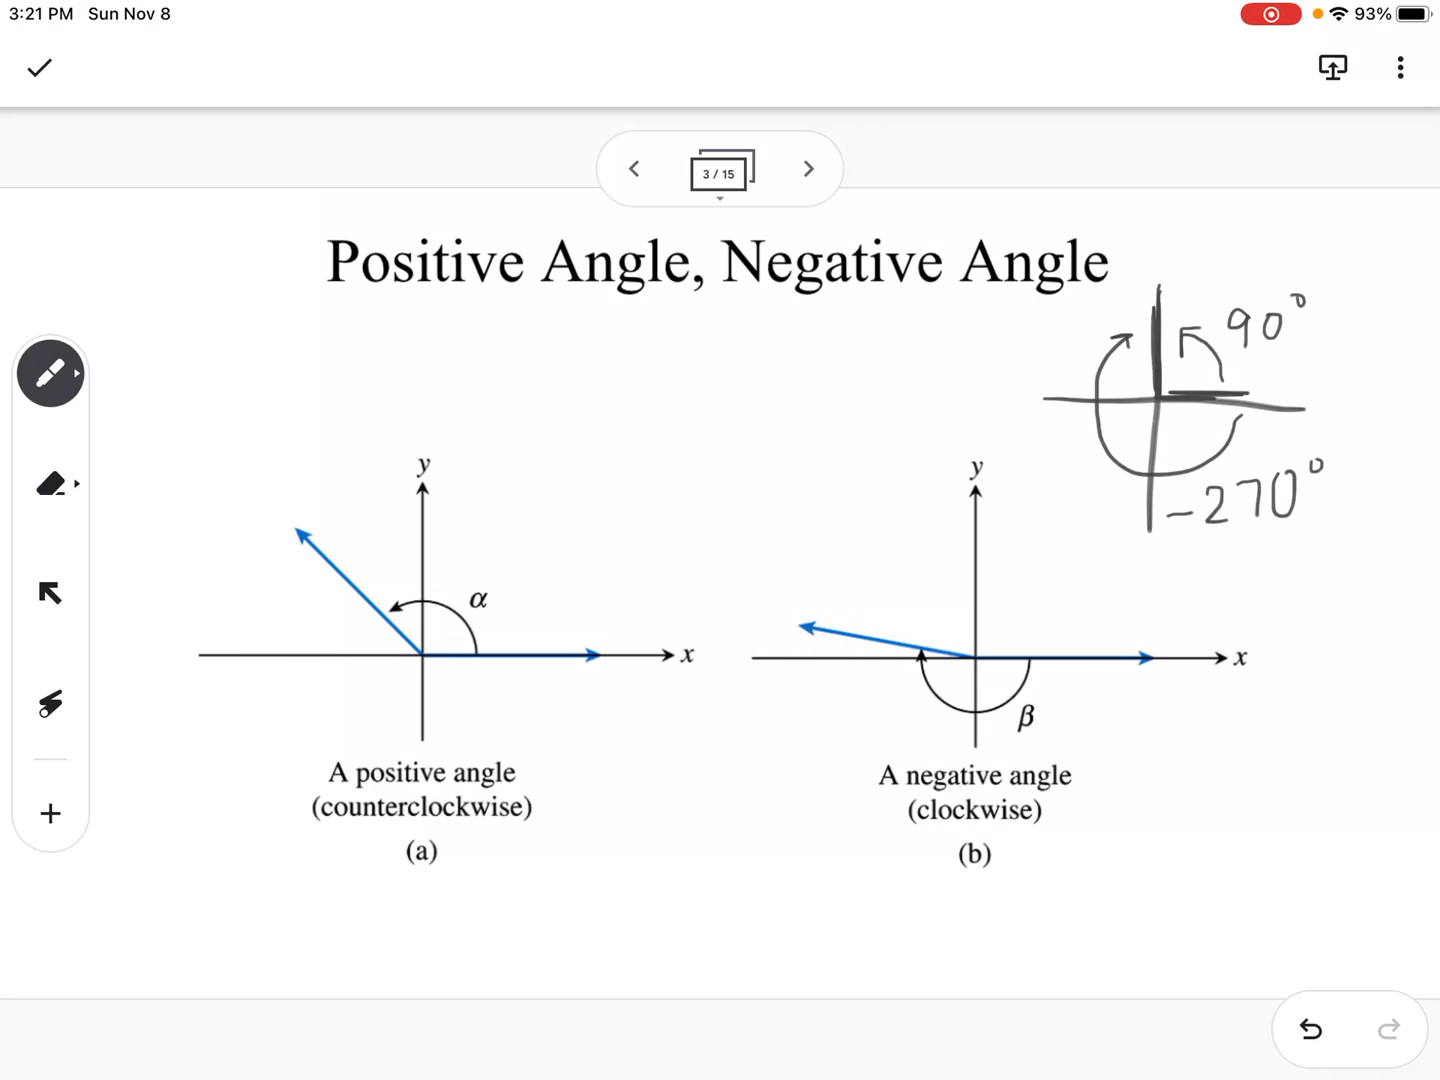 3:21 PM Sun Nov 8
93%
3 / 15
Positive Angle, Negative Angle
90°
-270°
y
α
x
A positive angle
(counterclockwise)
(a)
y
x
β
A negative angle
(clockwise)
(b)